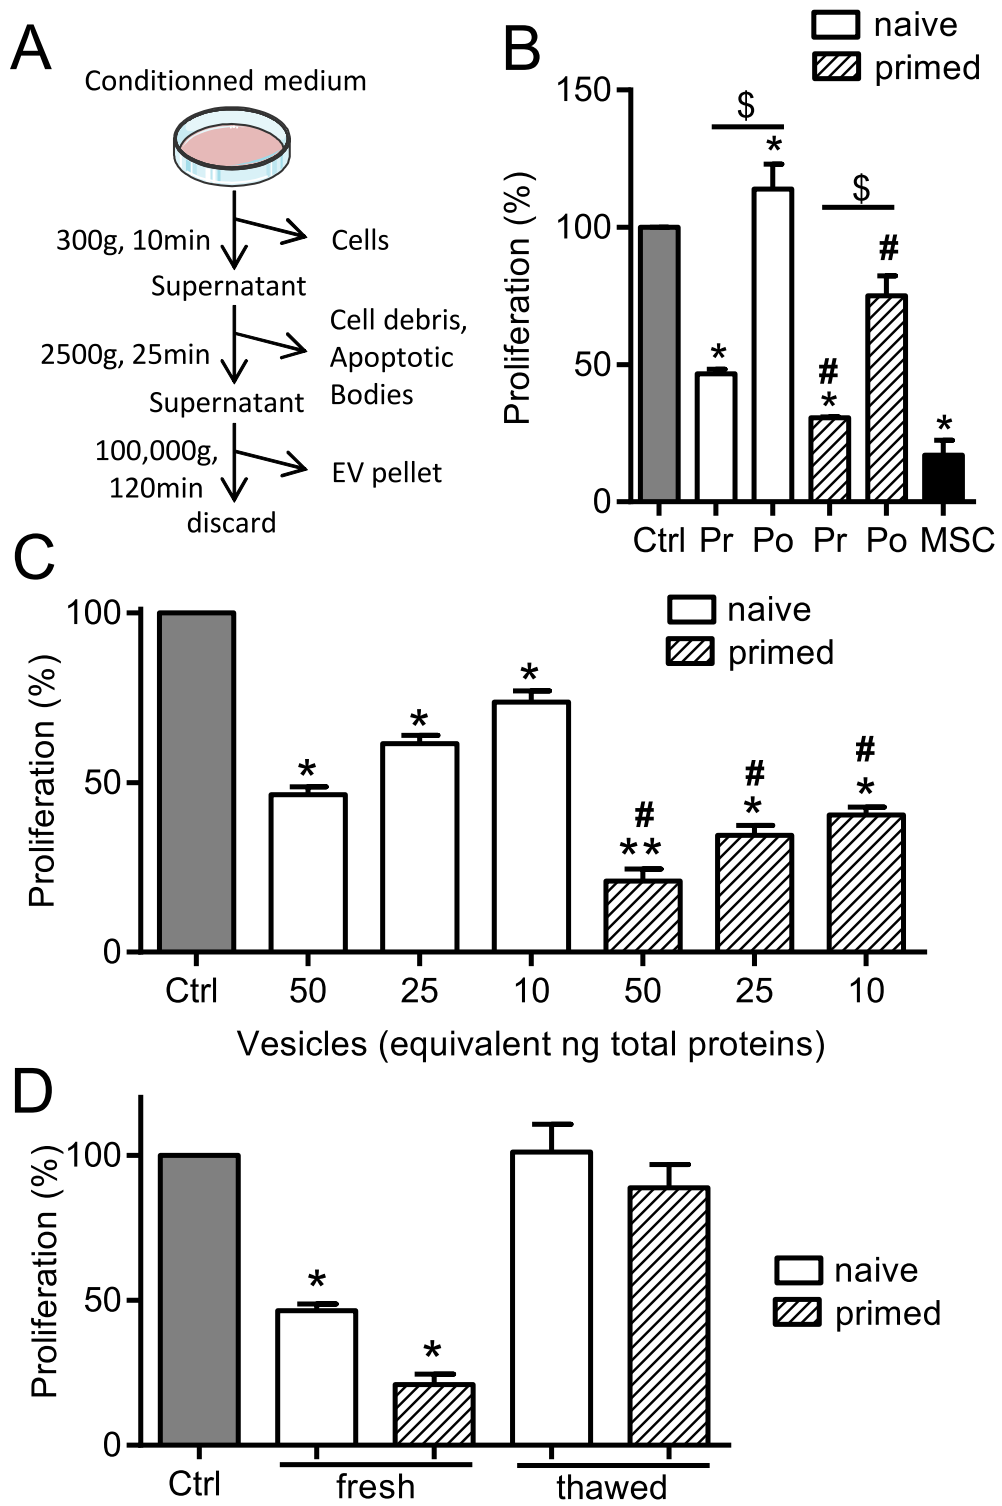 A
Conditionned medium
300g, 10min
Cells
Supernatant
2500g, 25min
Cell debris,
Apoptotic
Bodies
Supernatant
100,000g,
120min
EV pellet
discard
B
naive
primed
Proliferation (%)
150
100
50
0
$
*
*
$
#
*
#
*
Ctrl Pr Po Pr Po MSC
C
naive
primed
Proliferation (%)
100
50
0
*
*
*
#
**
#
*
#
*
Ctrl 50 25 10 50 25 10
Vesicles (equivalent ng total proteins)
D
Proliferation (%)
100
50
0
*
*
naive
primed
Ctrl fresh thawed